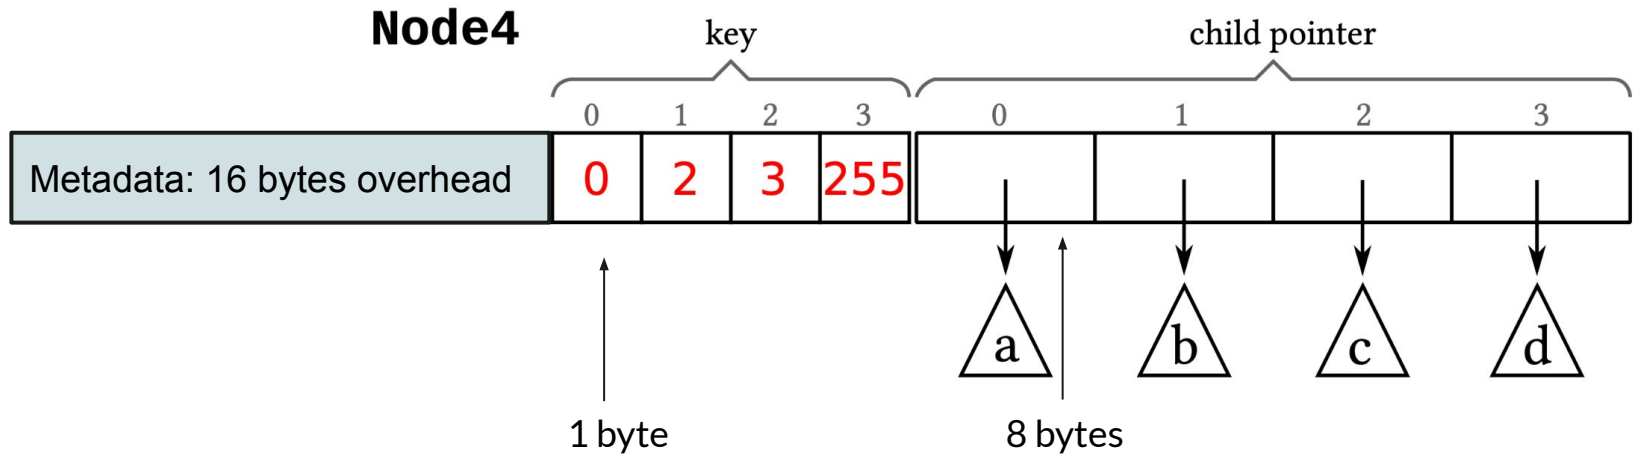 Node4
key
child pointer
0 1 2 3 0 1 2 3
Metadata: 16 bytes overhead 0 2 3 255
a b c d
1 byte 8 bytes